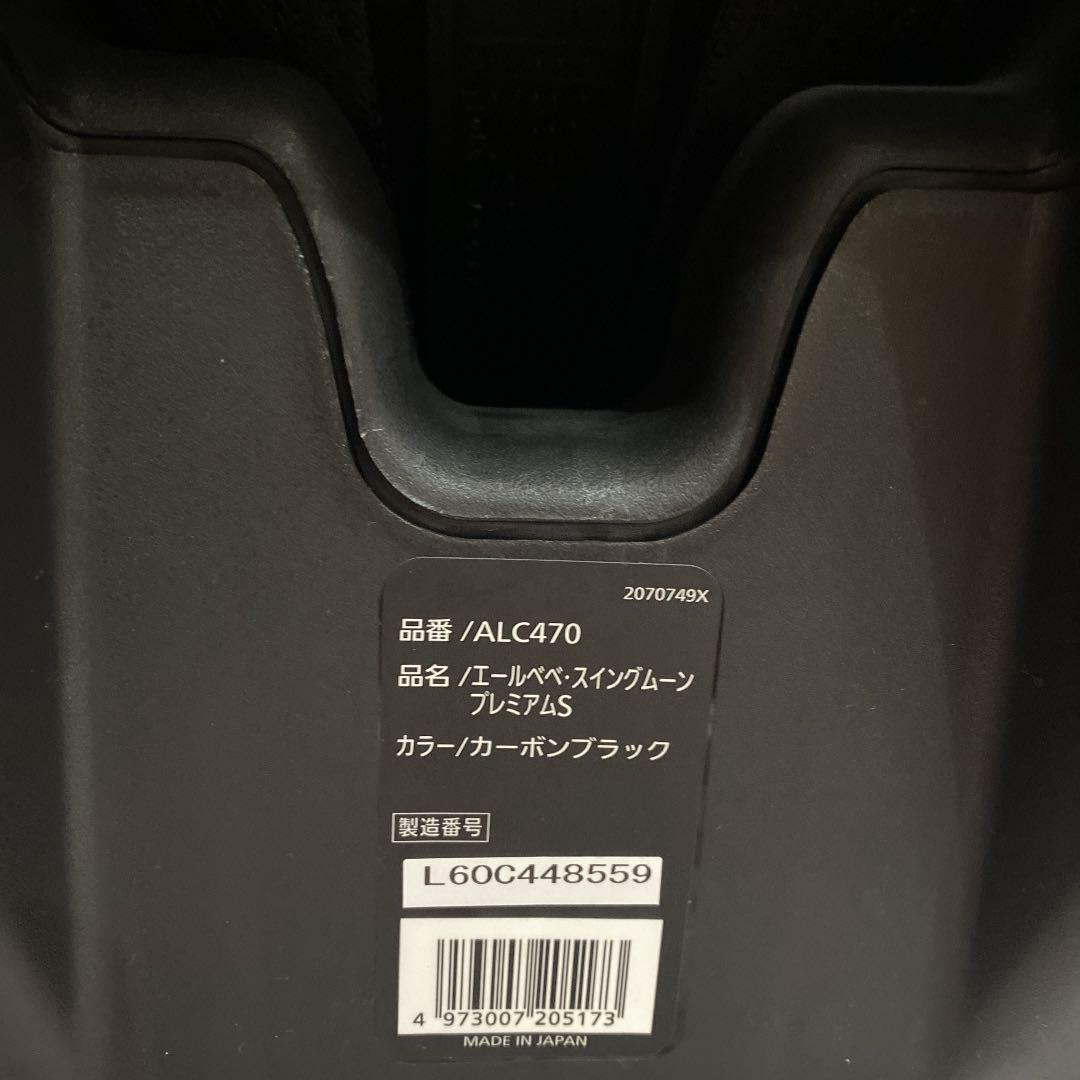 2070749X
品番 /ALC470
品名 /エールベベ・スイングムーン
プレミアムS
カラー/カーボンブラック
製造番号
L60C448559
4 973007 205173
MADE IN JAPAN